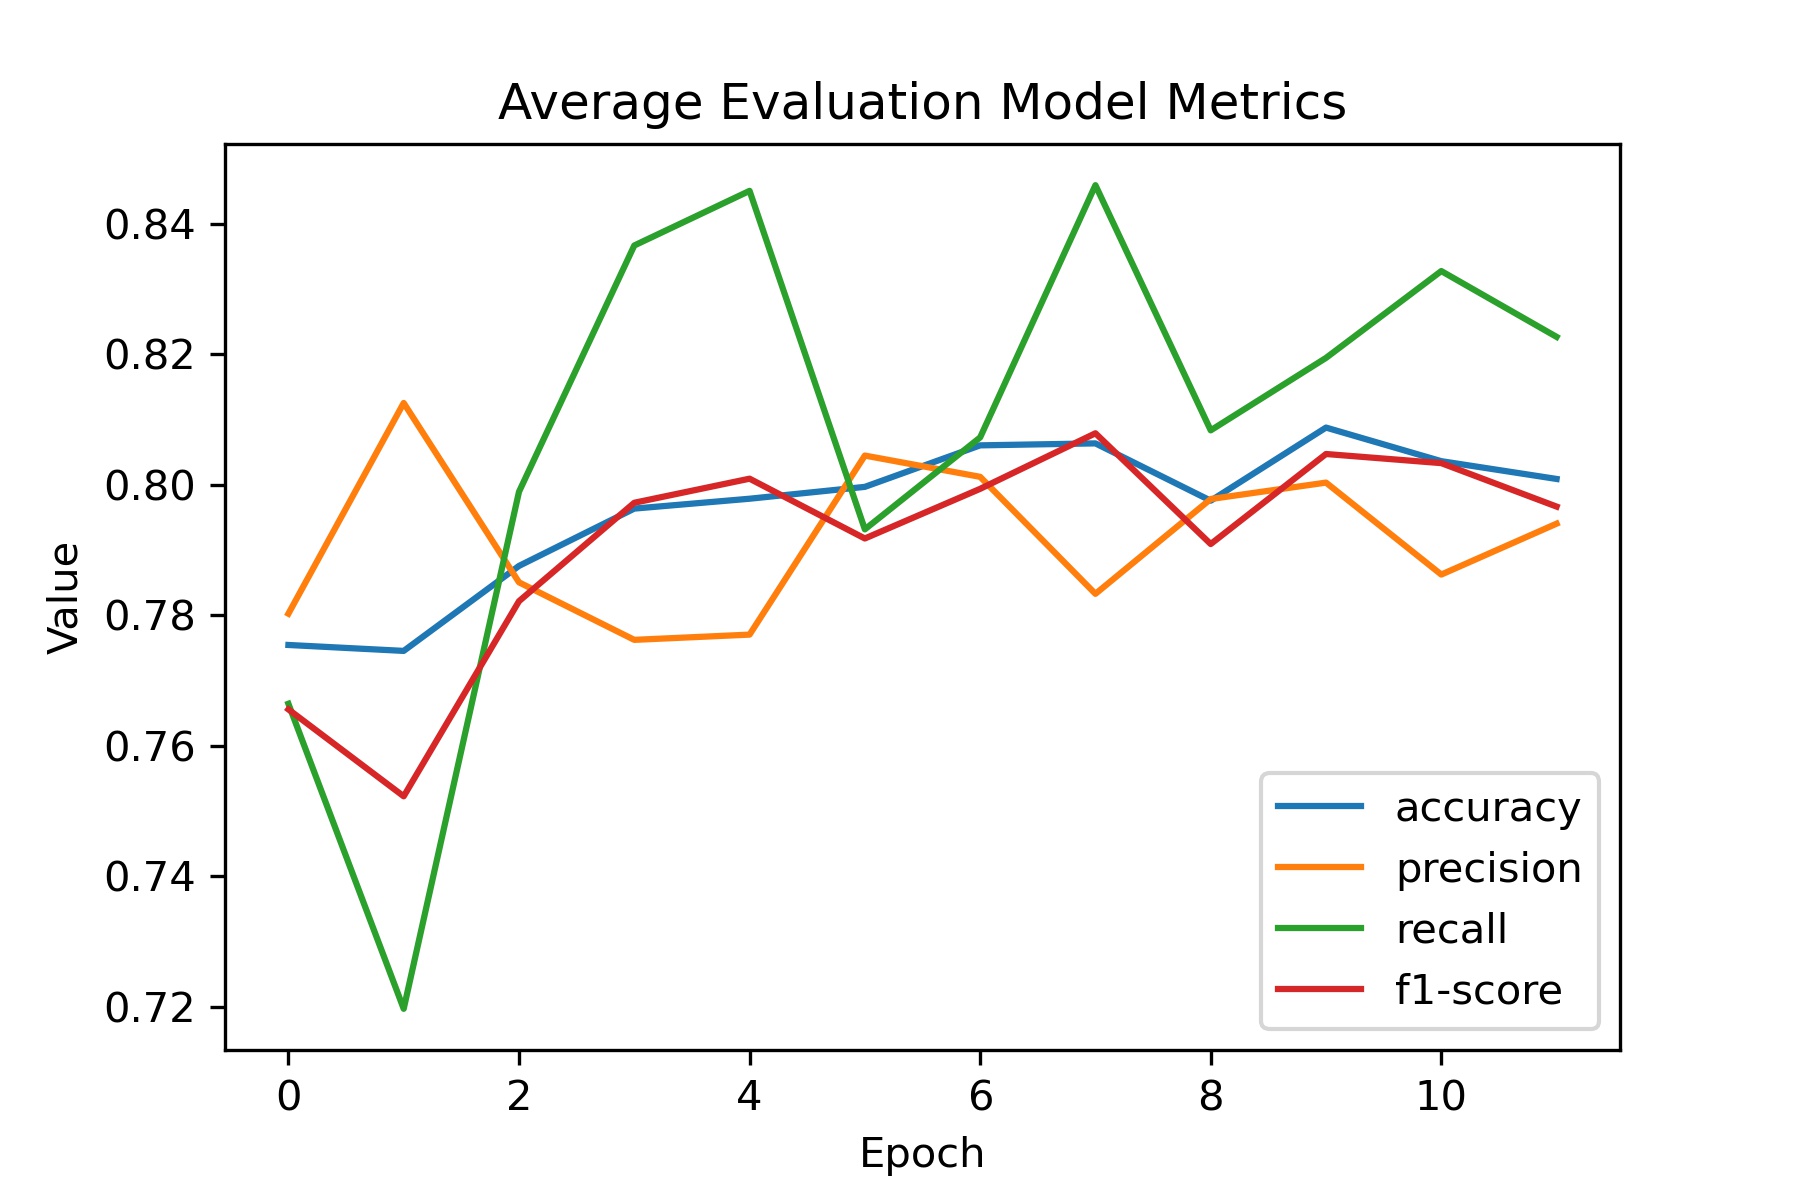 Average Evaluation Model Metrics
0.84
0.82
0.80
0.78
0.76
0.74
0.72
Value
0 2 4 6 8 10
Epoch
accuracy
precision
recall
f1-score